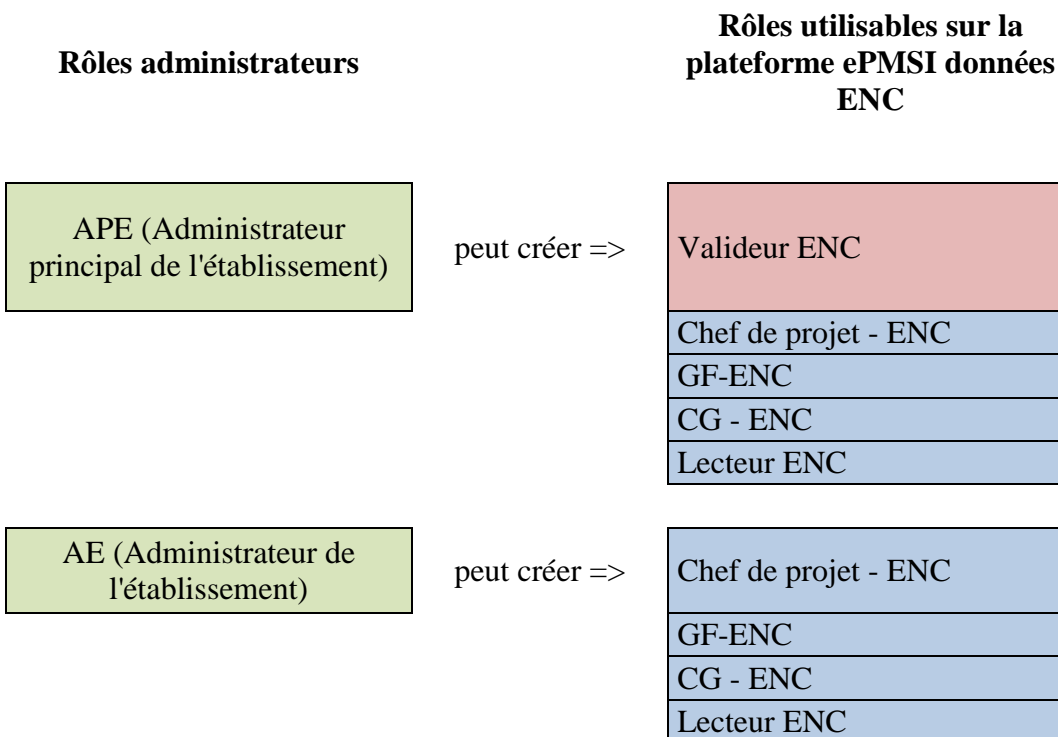 Rôles administrateurs
Rôles utilisables sur la
plateforme ePMSI données
ENC
APE (Administrateur
principal de l'établissement)
peut créer =>
Valideur ENC
Chef de projet - ENC
GF-ENC
CG - ENC
Lecteur ENC
AE (Administrateur de
l'établissement)
peut créer =>
Chef de projet - ENC
GF-ENC
CG - ENC
Lecteur ENC